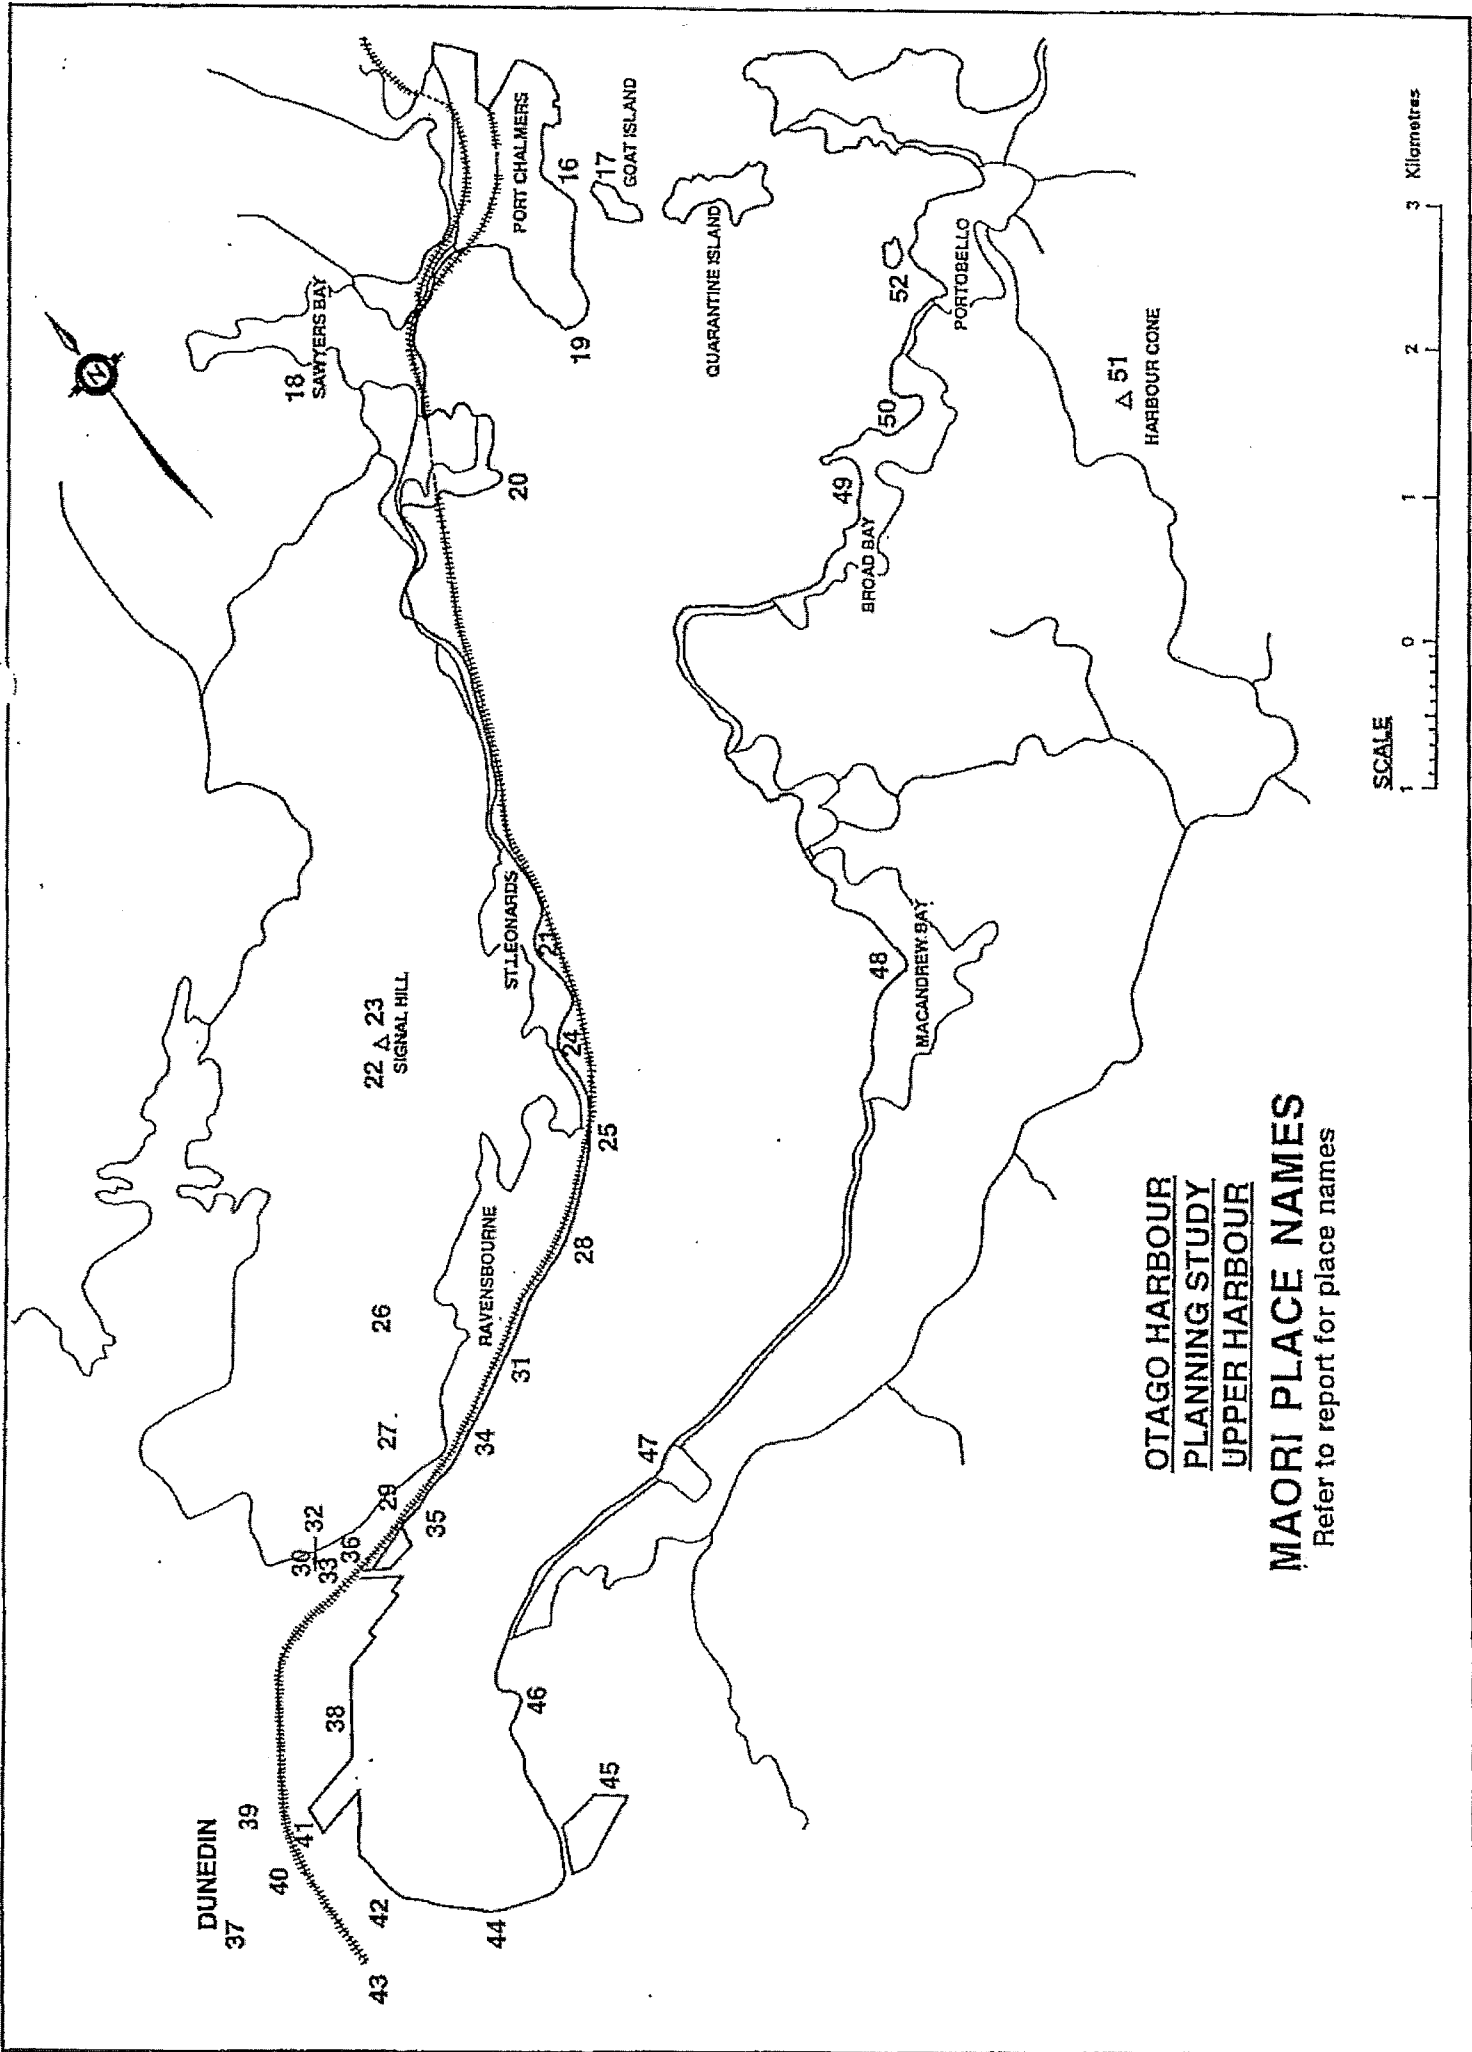 DUNEDIN
37
39
40
41
42
43
44
38
45
46
30
32
33
36
29
27
26
35
34
31
28
RAVENSBOURNE
25
24
22 △ 23
SIGNAL HILL
ST. LEONARDS
21
47
48
MACANDREW BAY
20
18
SAWYERS BAY
19
PORT CHALMERS
16
17
GOAT ISLAND
QUARANTINE ISLAND
N
BROAD BAY
49
50
52
PORTOBELLO
△ 51
HARBOUR CONE
OTAGO HARBOUR
PLANNING STUDY
UPPER HARBOUR
MAORI PLACE NAMES
Refer to report for place names
SCALE
1 0 1 2 3 Kilometres